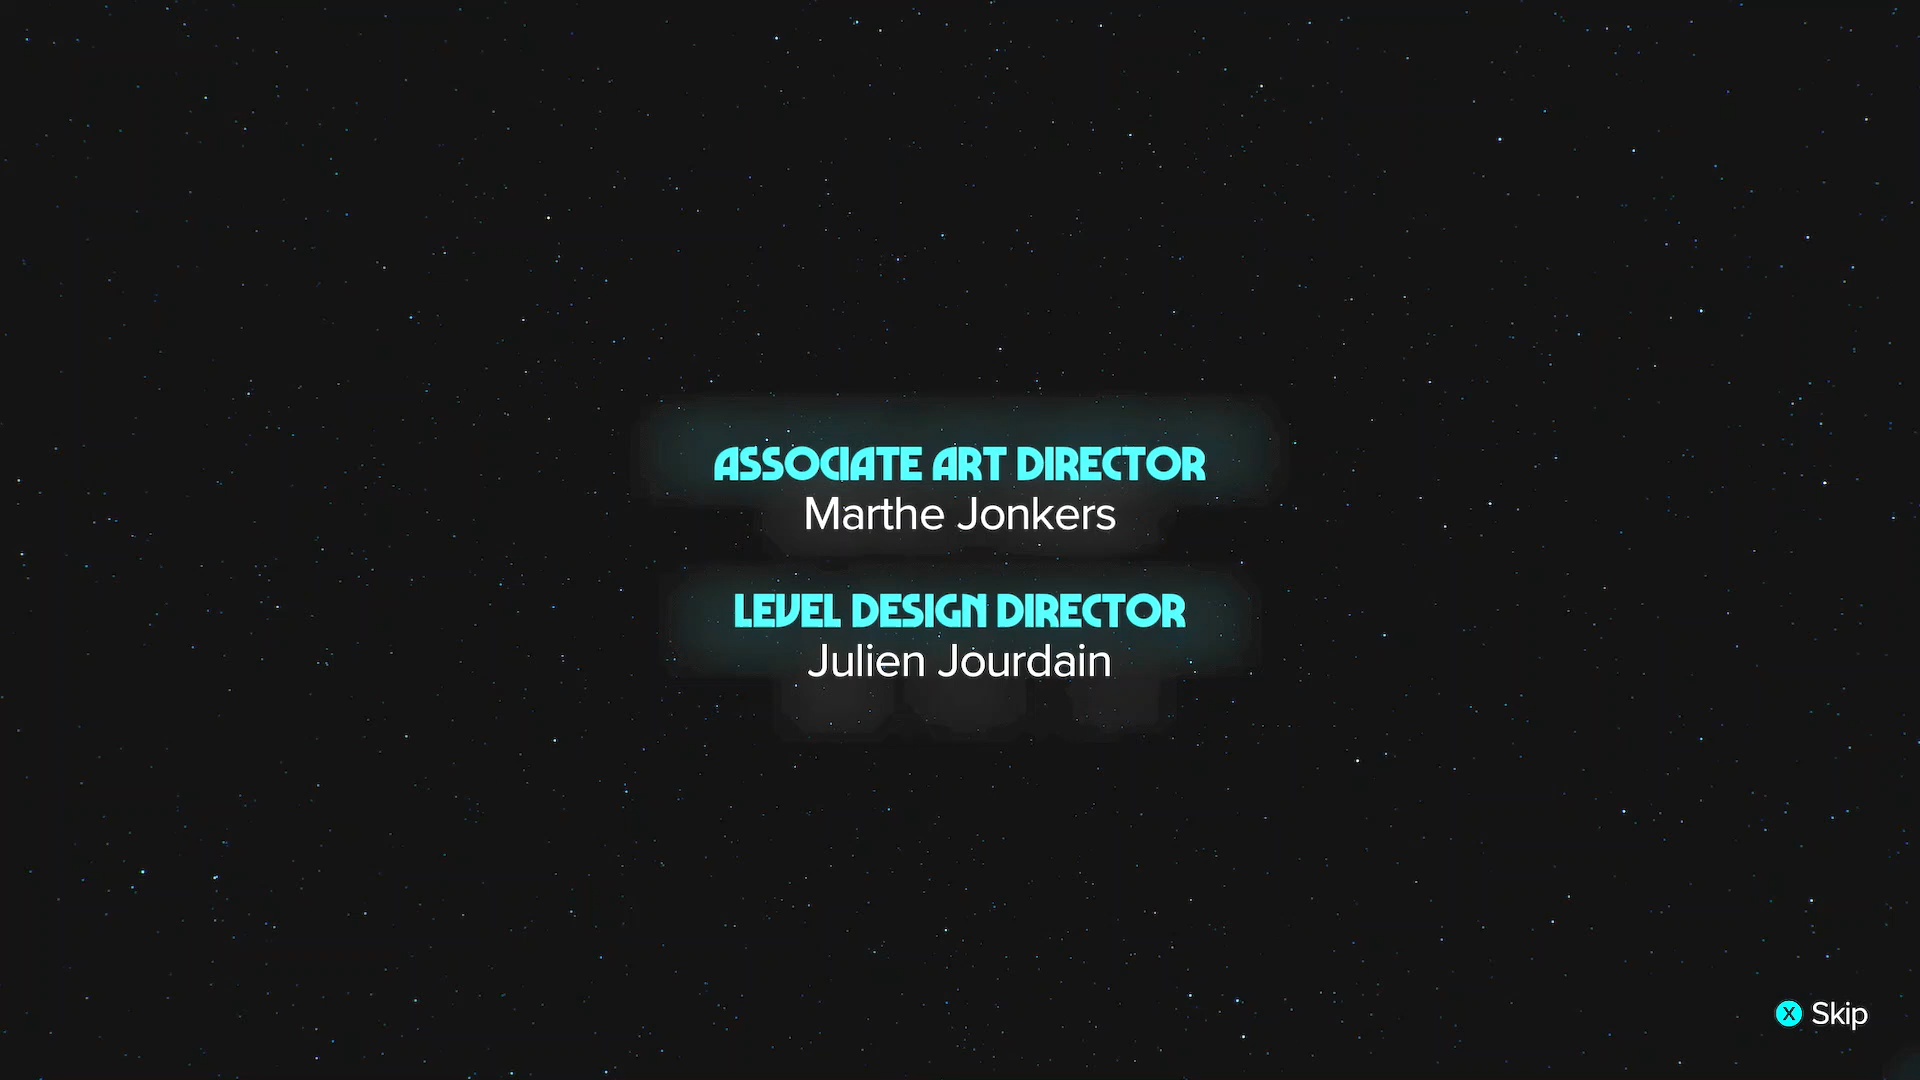 ASSOCIATE ART DIRECTOR
Marthe Jonkers
LEVEL DESIGN DIRECTOR
Julien Jourdain
X Skip